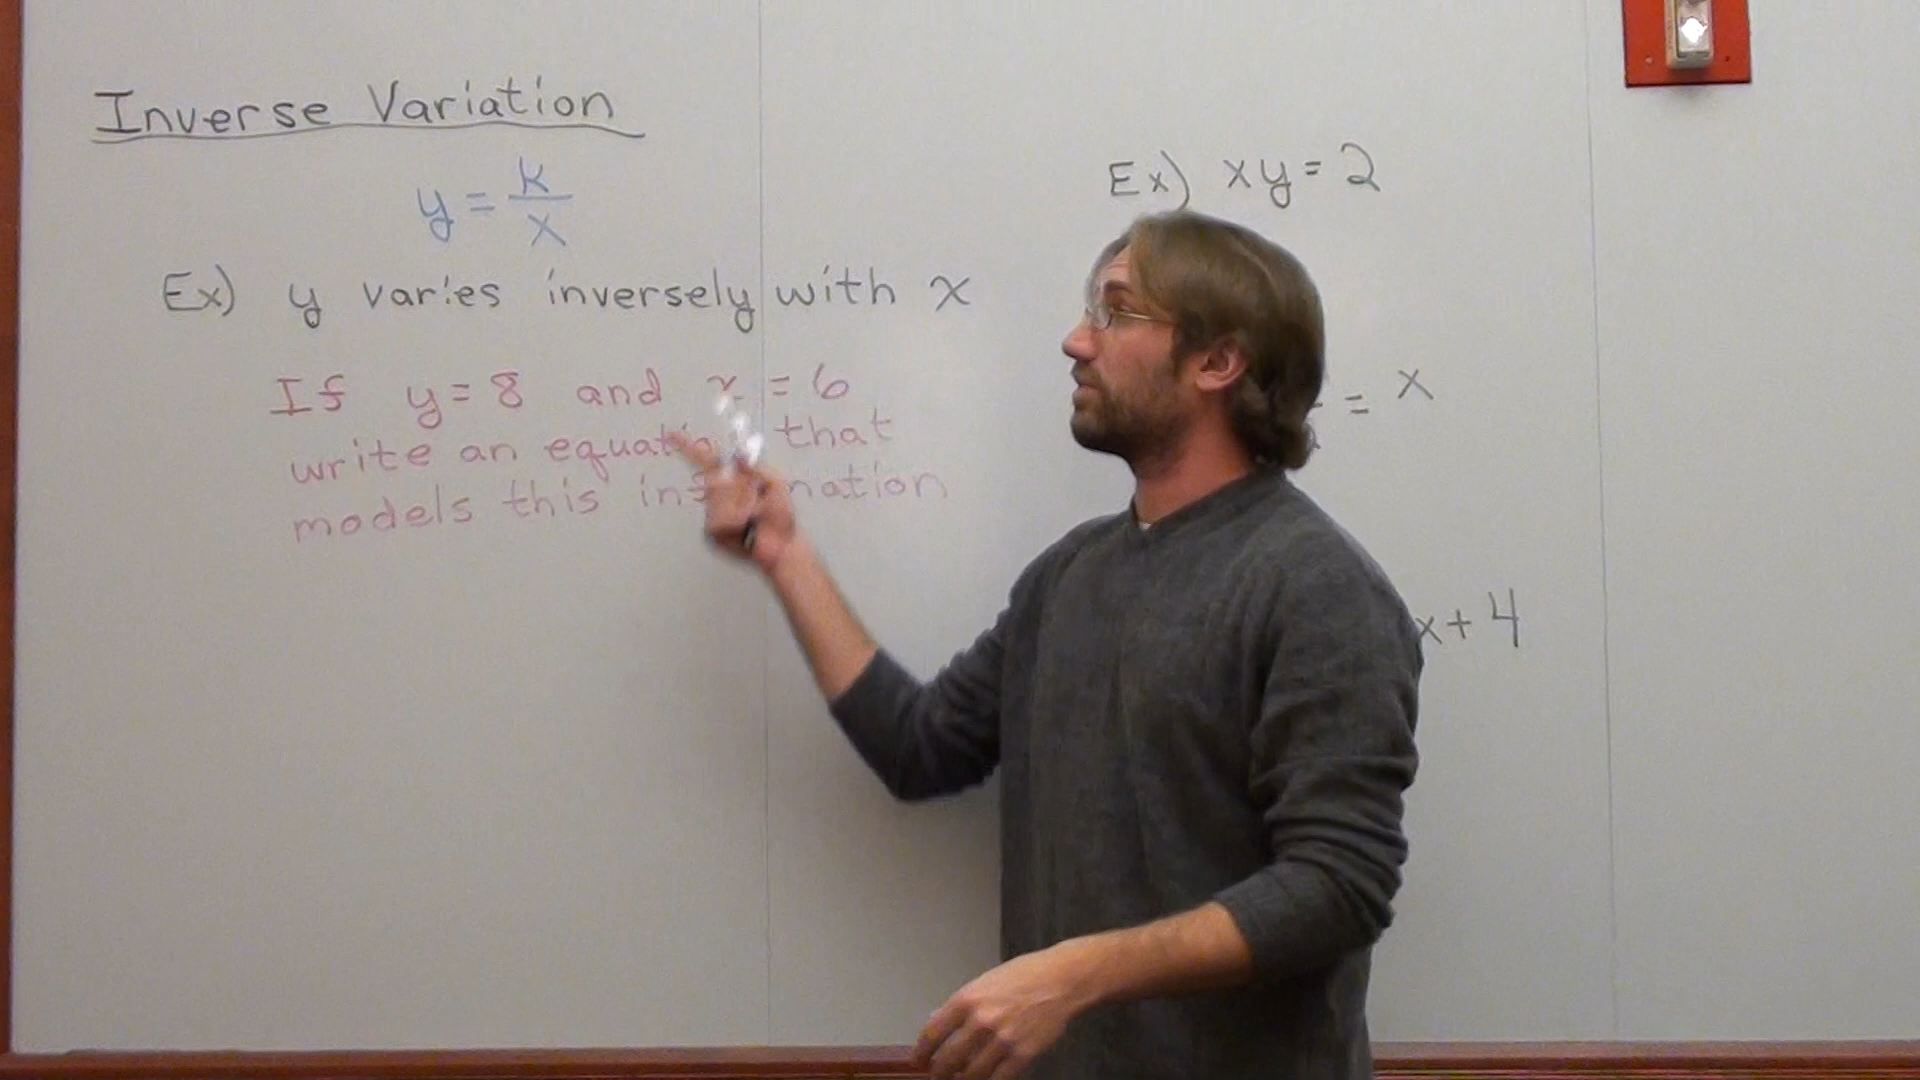 Inverse Variation
y = k/x
Ex) y varies inversely with x
If y = 8 and x = 6
write an equation that
models this information
Ex) xy = 2
= x
x + 4